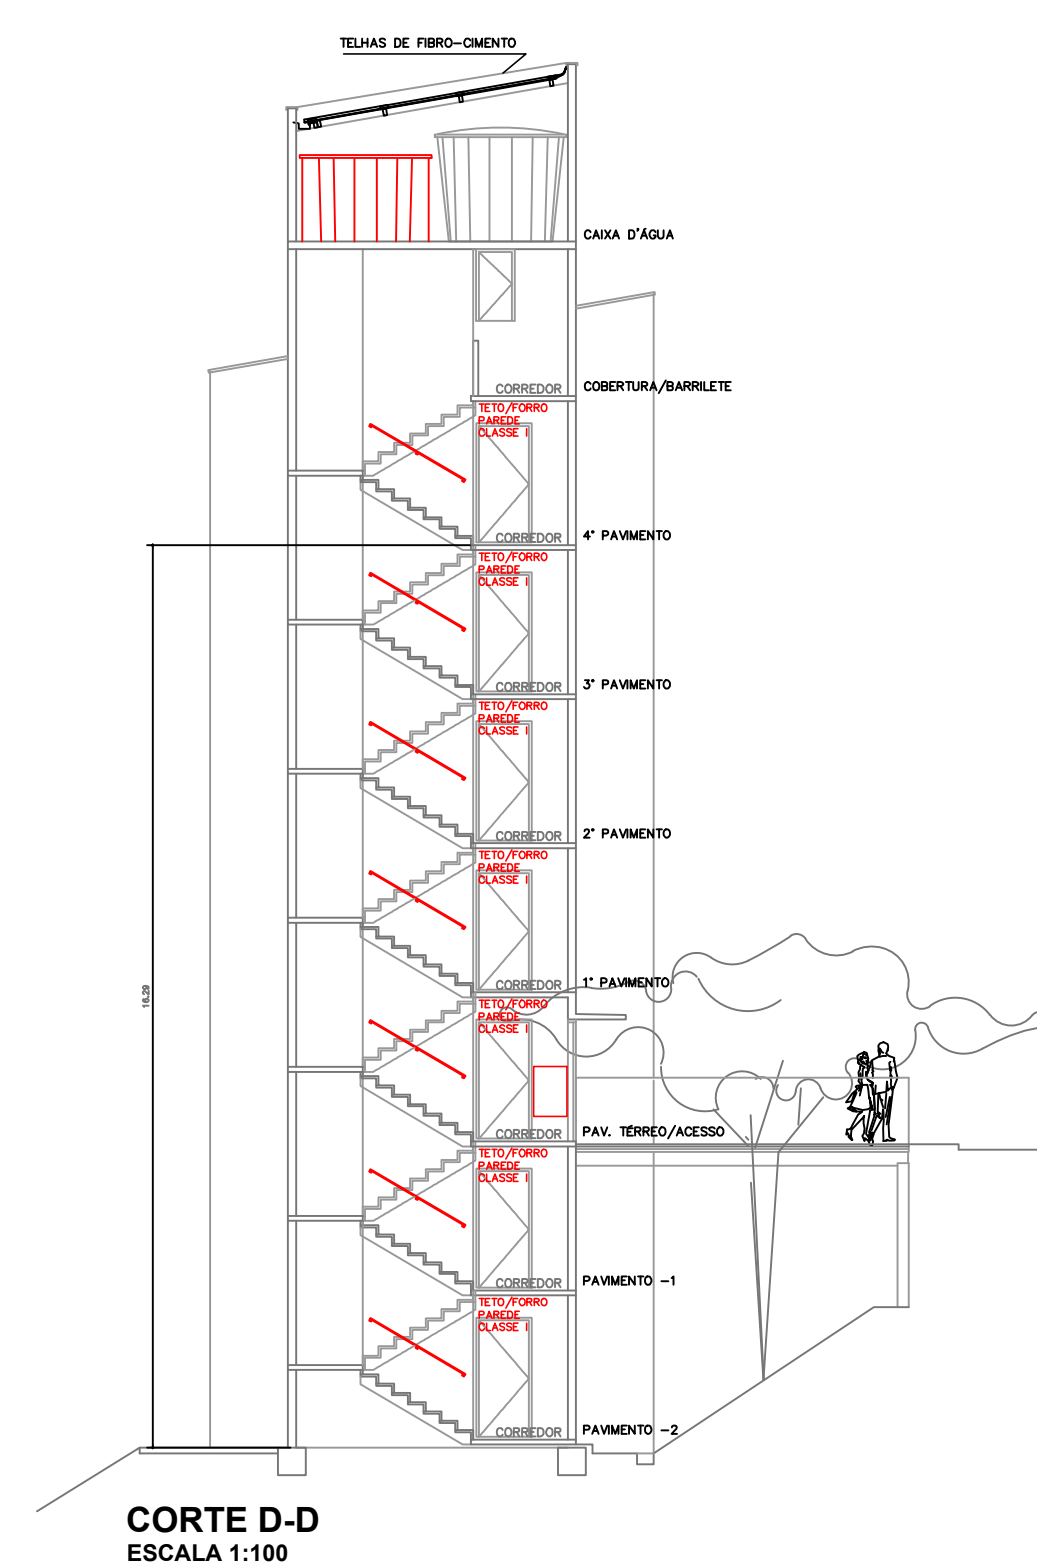 TELHAS DE FIBRO-CIMENTO
CAIXA D'ÁGUA
CORREDOR
COBERTURA/BARRILETE
TETO/FORRO
PAREDE
CLASSE I
CORREDOR
4° PAVIMENTO
TETO/FORRO
PAREDE
CLASSE I
CORREDOR
3° PAVIMENTO
TETO/FORRO
PAREDE
CLASSE I
CORREDOR
2° PAVIMENTO
TETO/FORRO
PAREDE
CLASSE I
CORREDOR
1° PAVIMENTO
16.29
TETO/FORRO
PAREDE
CLASSE I
CORREDOR
PAV. TÉRREO/ACESSO
TETO/FORRO
PAREDE
CLASSE I
CORREDOR
PAVIMENTO -1
TETO/FORRO
PAREDE
CLASSE I
CORREDOR
PAVIMENTO -2
CORTE D-D
ESCALA 1:100